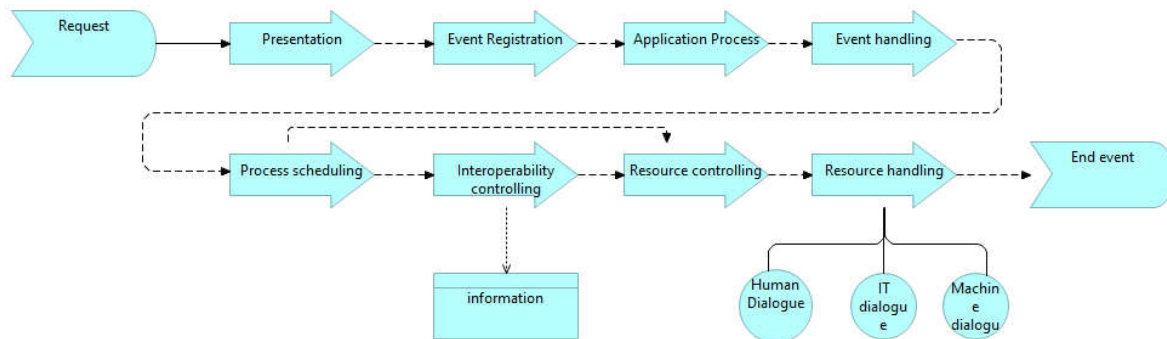 Request
Presentation
Event Registration
Application Process
Event handling
Process scheduling
Interoperability
controlling
Resource controlling
Resource handling
End event
information
Human
Dialogue
IT
dialogu
e
Machin
e
dialogu